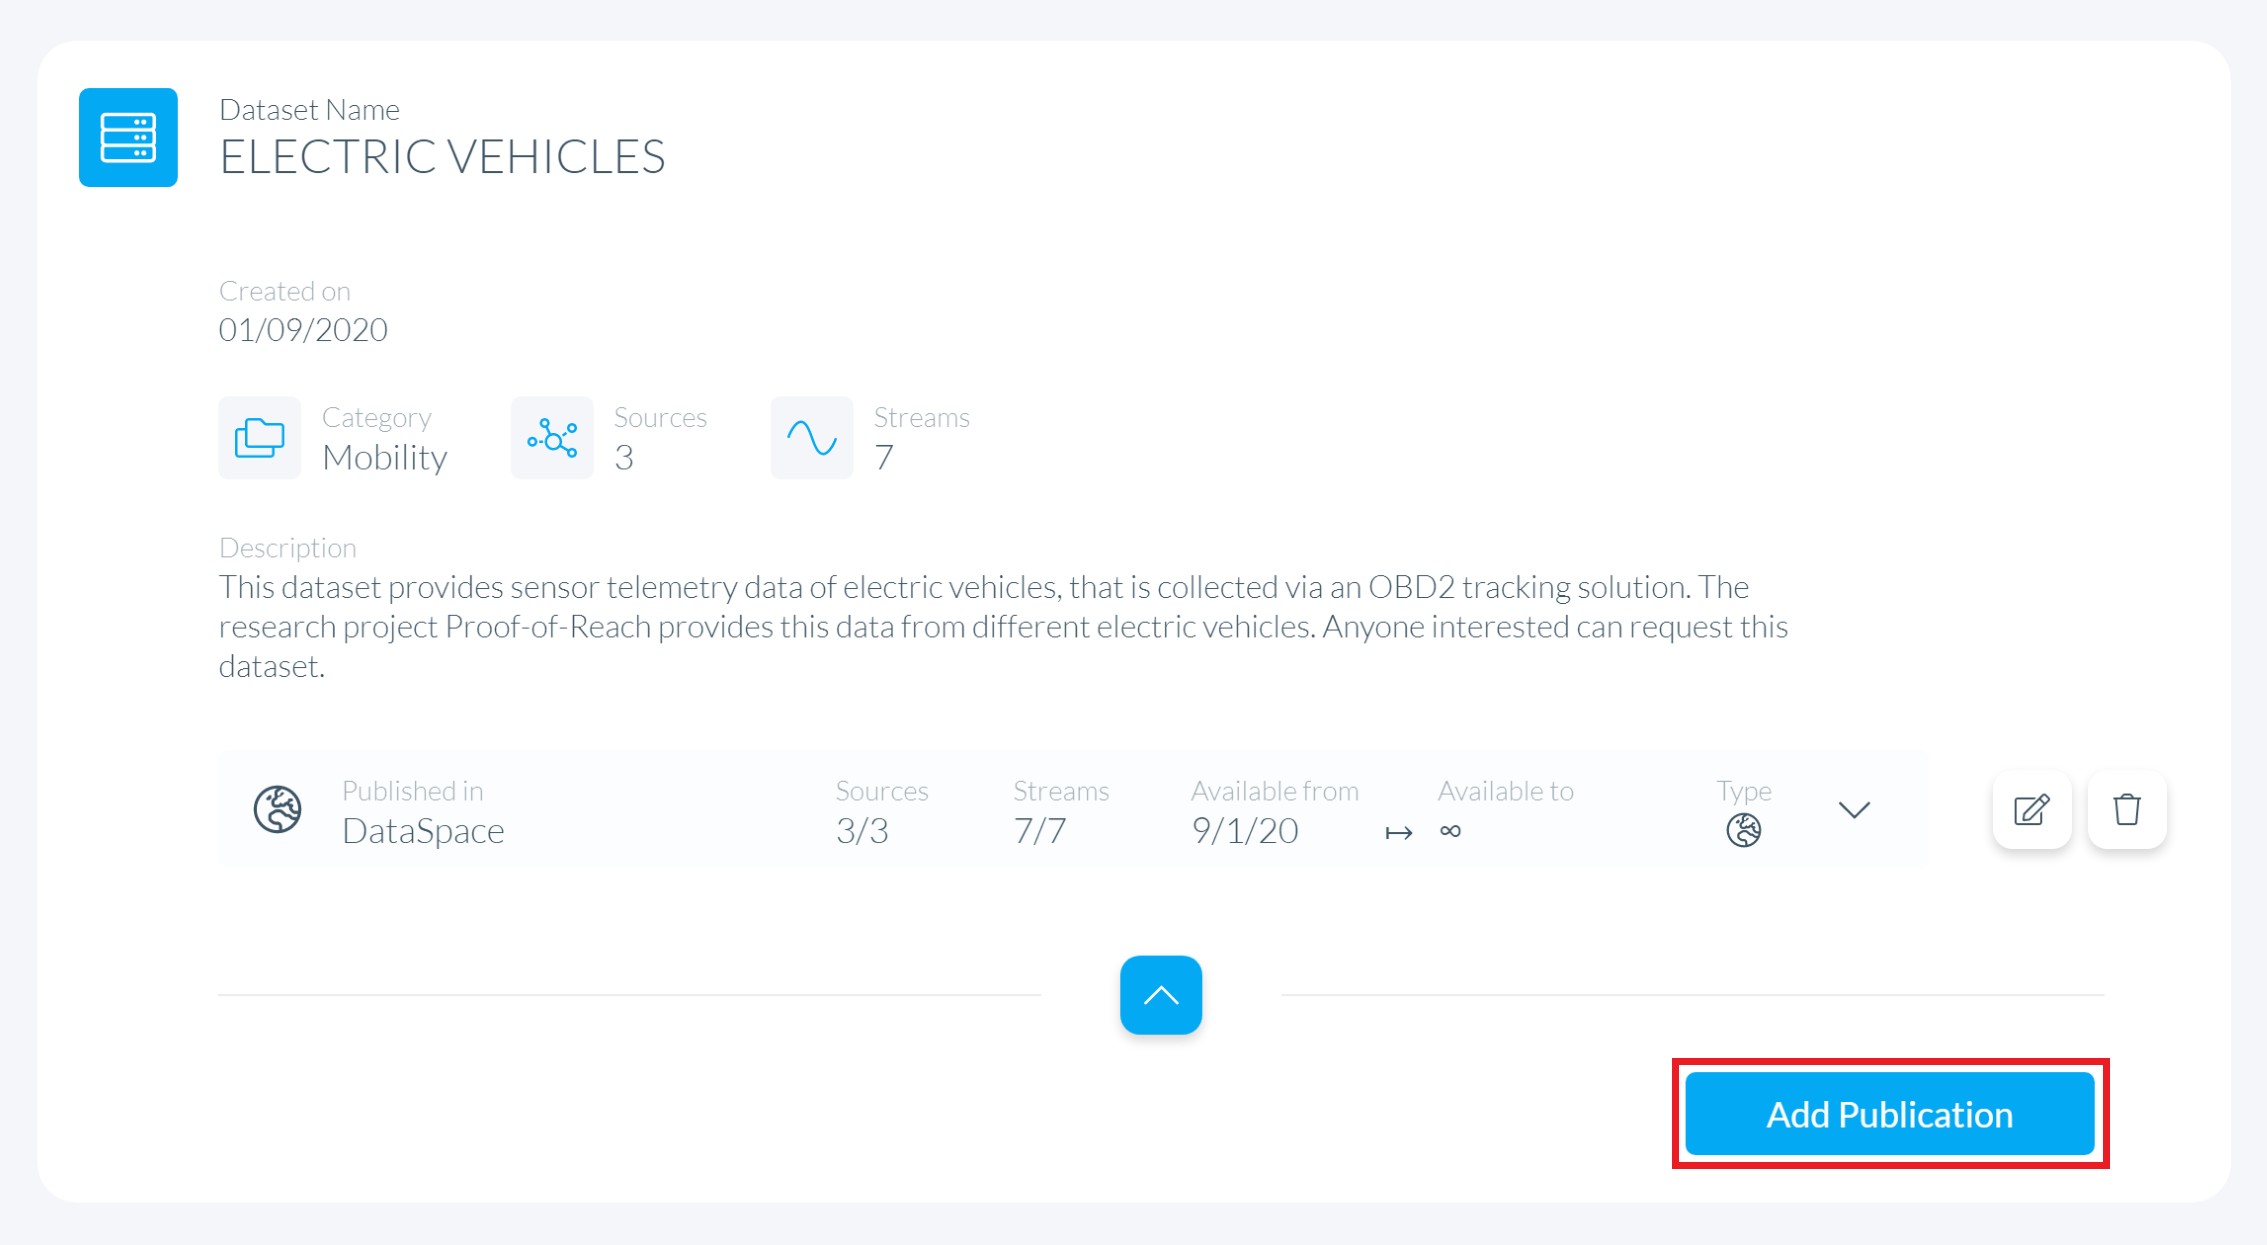 Dataset Name
ELECTRIC VEHICLES
Created on
01/09/2020
Category
Mobility
Sources
3
Streams
7
Description
This dataset provides sensor telemetry data of electric vehicles, that is collected via an OBD2 tracking solution. The
research project Proof-of-Reach provides this data from different electric vehicles. Anyone interested can request this
dataset.
Published in
DataSpace
Sources
3/3
Streams
7/7
Available from
9/1/20
↦
Available to
∞
Type
Add Publication